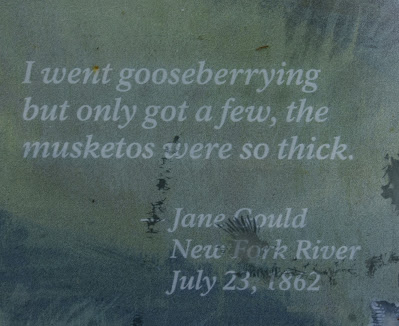 I went gooseberrying
but only got a few, the
musketos were so thick.
– Jane Gould
New Fork River
July 23, 1862